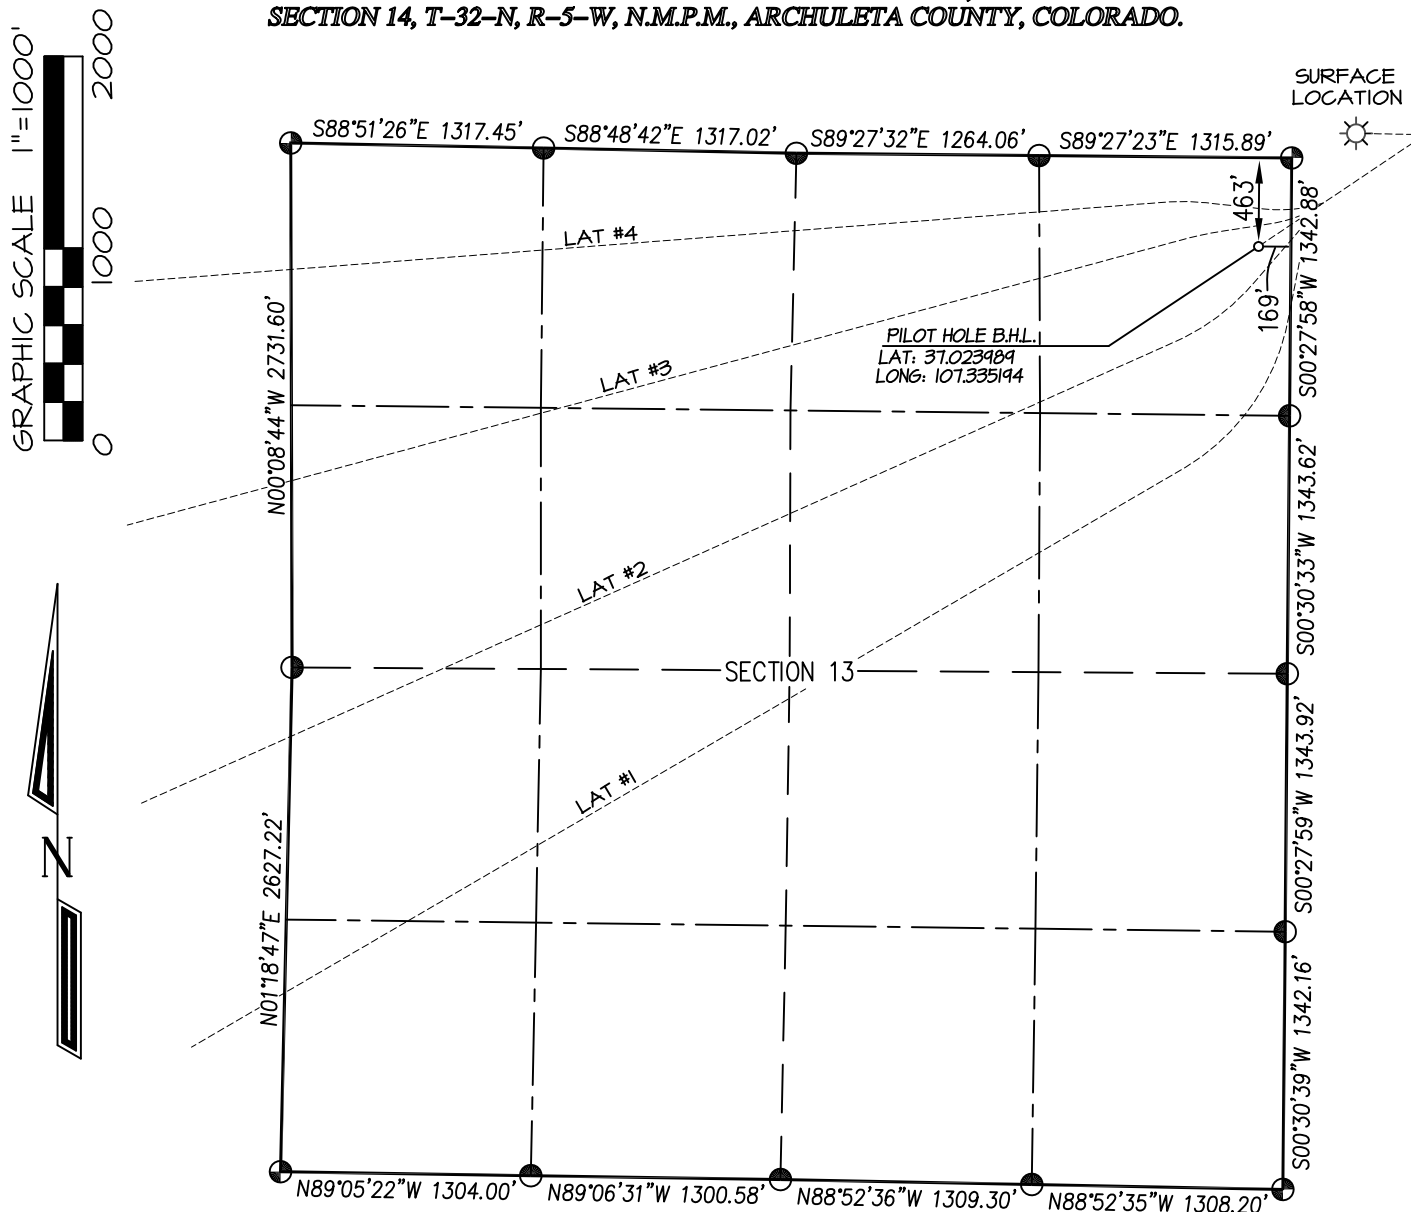 SECTION 14, T-32-N, R-5-W, N.M.P.M., ARCHULETA COUNTY, COLORADO.
GRAPHIC SCALE 1"=1000'
2000
1000
0
SURFACE
LOCATION
S88°51'26"E 1317.45'
S88°48'42"E 1317.02'
S89°27'32"E 1264.06'
S89°27'23"E 1315.89'
463'
169'
S00°27'58"W 1342.88'
LAT #4
PILOT HOLE B.H.L.
LAT: 37.023989
LONG: 107.335194
LAT #3
N00°08'44"W 2731.60'
S00°30'33"W 1343.62'
LAT #2
SECTION 13
LAT #1
N
N01°18'47"E 2627.22'
S00°27'59"W 1343.92'
S00°30'39"W 1342.16'
N89°05'22"W 1304.00'
N89°06'31"W 1300.58'
N88°52'36"W 1309.30'
N88°52'35"W 1308.20'